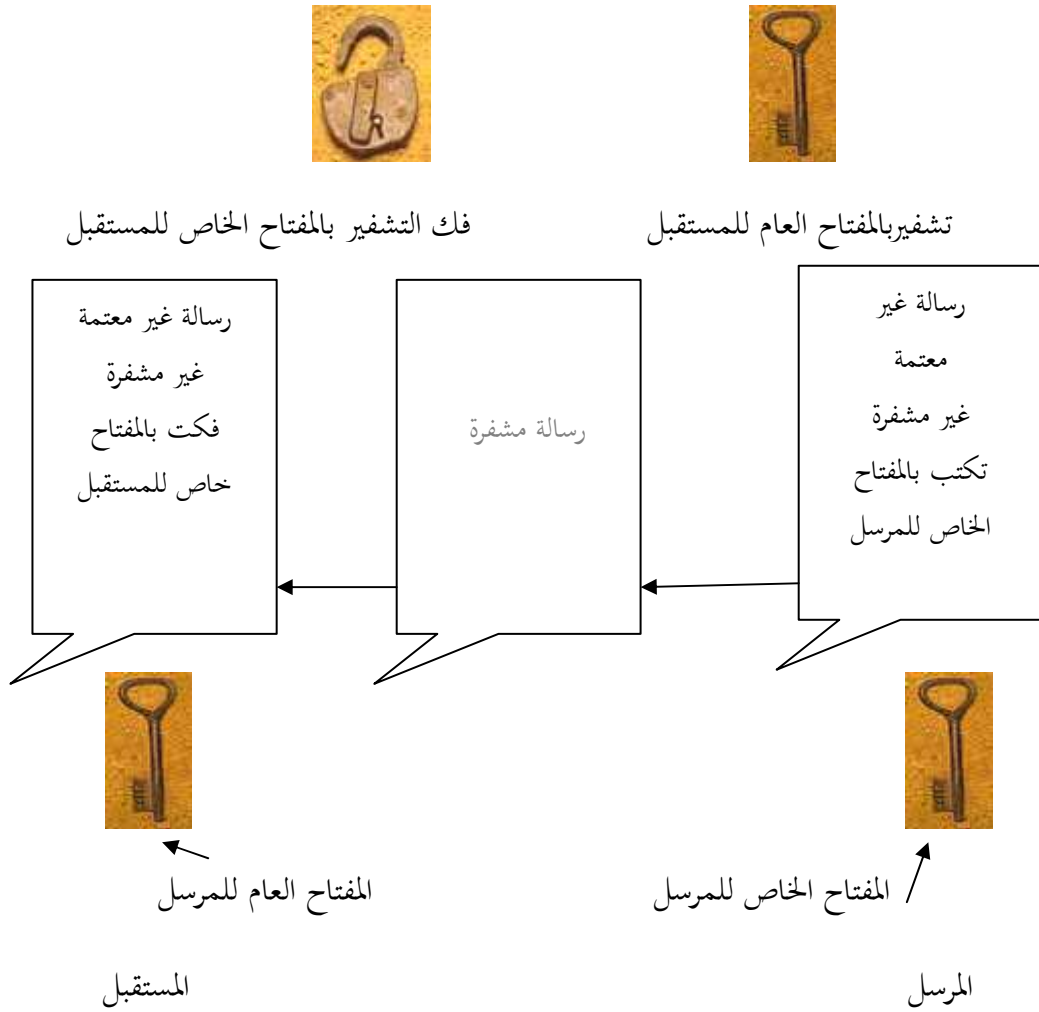 تشفيربالمفتاح العام للمستقبل
فك التشفير بالمفتاح الخاص للمستقبل
رسالة غير
معتمة
غير مشفرة
تكتب بالمفتاح
الخاص للمرسل
رسالة مشفرة
رسالة غير معتمة
غير مشفرة
فكت بالمفتاح
خاص للمستقبل
المفتاح الخاص للمرسل
المفتاح العام للمرسل
المرسل
المستقبل